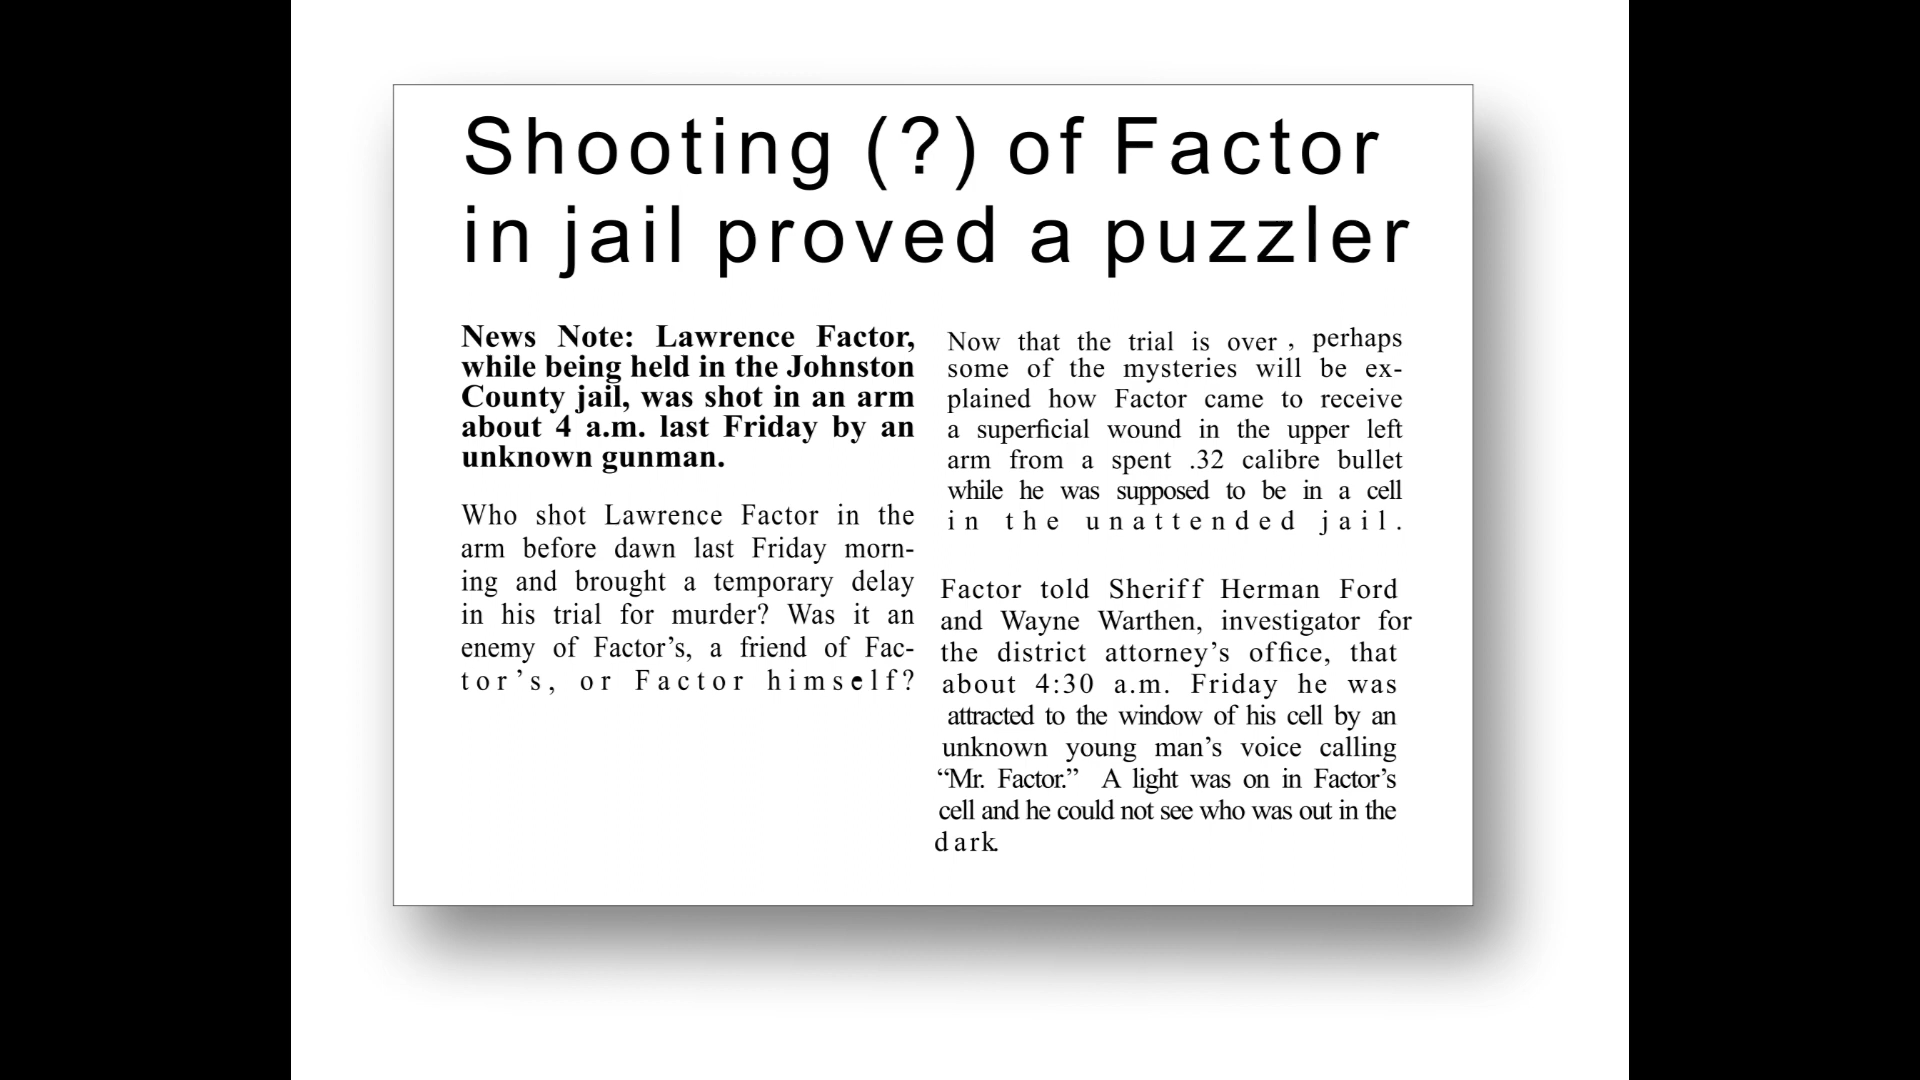 Shooting (?) of Factor
in jail proved a puzzler
News Note: Lawrence Factor,
while being held in the Johnston
County jail, was shot in an arm
about 4 a.m. last Friday by an
unknown gunman.
Who shot Lawrence Factor in the
arm before dawn last Friday morn-
ing and brought a temporary delay
in his trial for murder? Was it an
enemy of Factor’s, a friend of Fac-
tor’s, or Factor himself?
Now that the trial is over , perhaps
some of the mysteries will be ex-
plained how Factor came to receive
a superficial wound in the upper left
arm from a spent .32 calibre bullet
while he was supposed to be in a cell
in the unattended jail.
Factor told Sheriff Herman Ford
and Wayne Warthen, investigator for
the district attorney’s office, that
about 4:30 a.m. Friday he was
attracted to the window of his cell by an
unknown young man’s voice calling
“Mr. Factor.” A light was on in Factor’s
cell and he could not see who was out in the
dark.